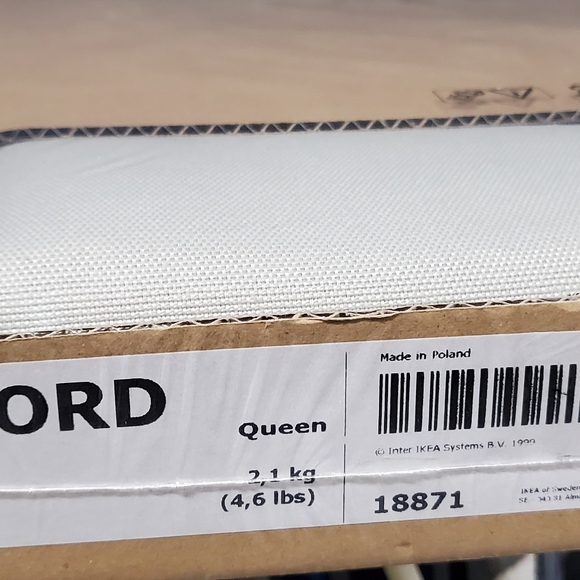 ORD
Queen
2,1 kg
(4,6 lbs)
Made in Poland
© Inter IKEA Systems B.V. 1999
18871
IKEA of Sweden
SE